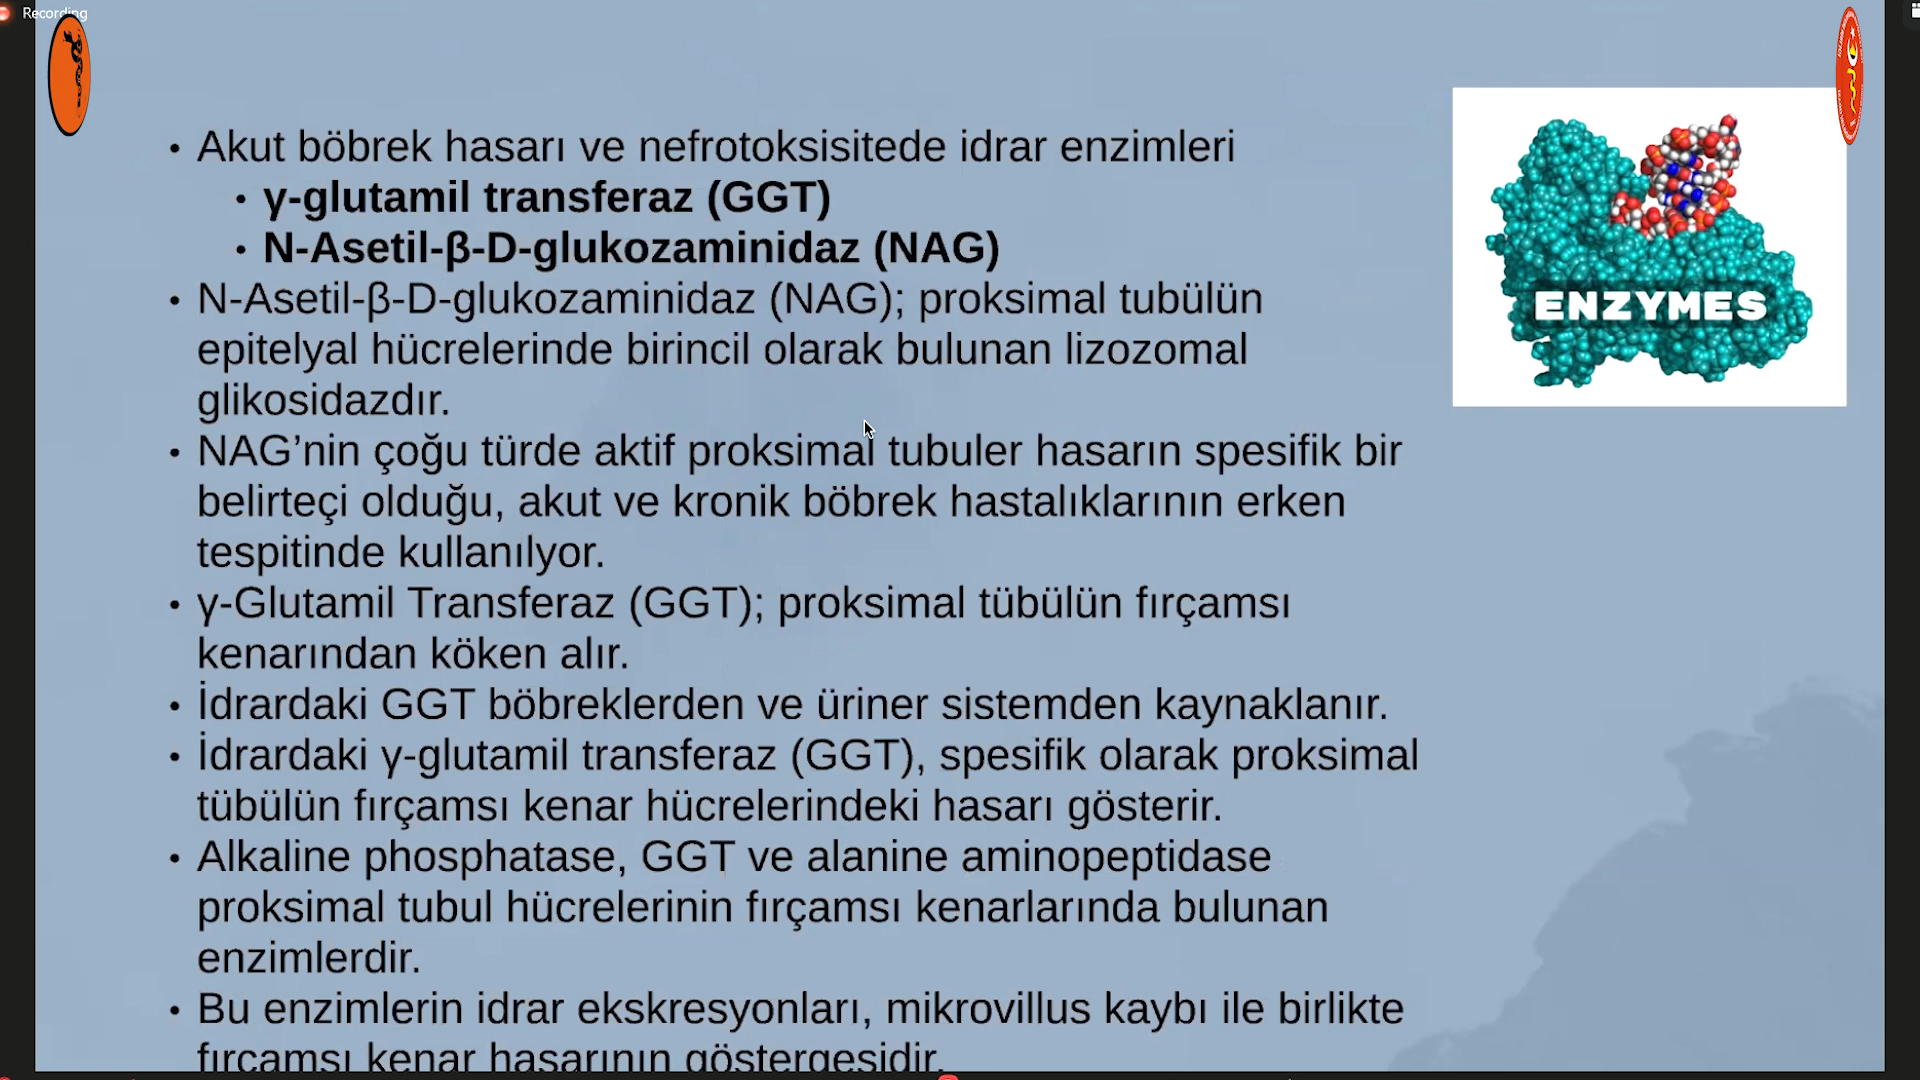 Recording
• Akut böbrek hasarı ve nefrotoksisitede idrar enzimleri
• γ-glutamil transferaz (GGT)
• N-Asetil-β-D-glukozaminidaz (NAG)
• N-Asetil-β-D-glukozaminidaz (NAG); proksimal tubülün
epitelyal hücrelerinde birincil olarak bulunan lizozomal
glikosidazdır.
• NAG’nin çoğu türde aktif proksimal tubuler hasarın spesifik bir
belirteçi olduğu, akut ve kronik böbrek hastalıklarının erken
tespitinde kullanılyor.
• γ-Glutamil Transferaz (GGT); proksimal tübülün fırçamsı
kenarından köken alır.
• İdrardaki GGT böbreklerden ve üriner sistemden kaynaklanır.
• İdrardaki γ-glutamil transferaz (GGT), spesifik olarak proksimal
tübülün fırçamsı kenar hücrelerindeki hasarı gösterir.
• Alkaline phosphatase, GGT ve alanine aminopeptidase
proksimal tubul hücrelerinin fırçamsı kenarlarında bulunan
enzimlerdir.
• Bu enzimlerin idrar ekskresyonları, mikrovillus kaybı ile birlikte
fırçamsı kenar hasarının göstergesidir.
ENZYMES